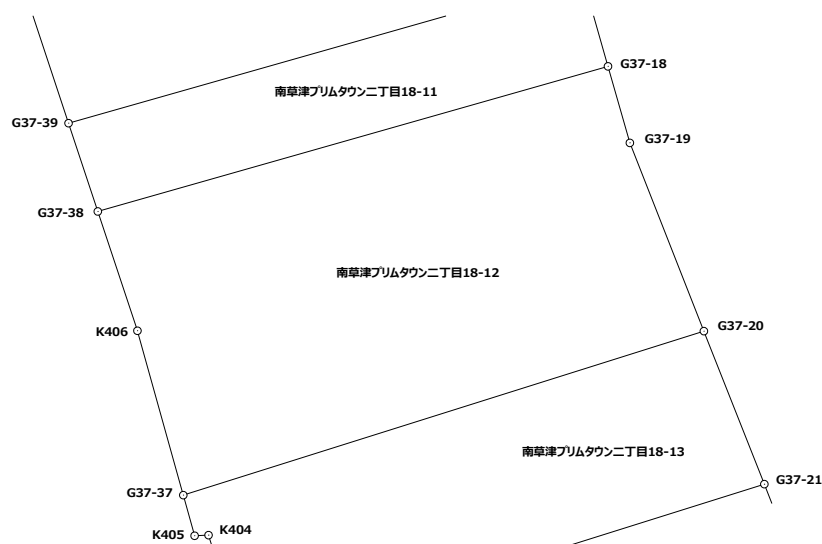 G37-18
南草津プリムタウン二丁目18-11
G37-39
G37-19
G37-38
南草津プリムタウン二丁目18-12
G37-20
K406
南草津プリムタウン二丁目18-13
G37-21
G37-37
K404
K405